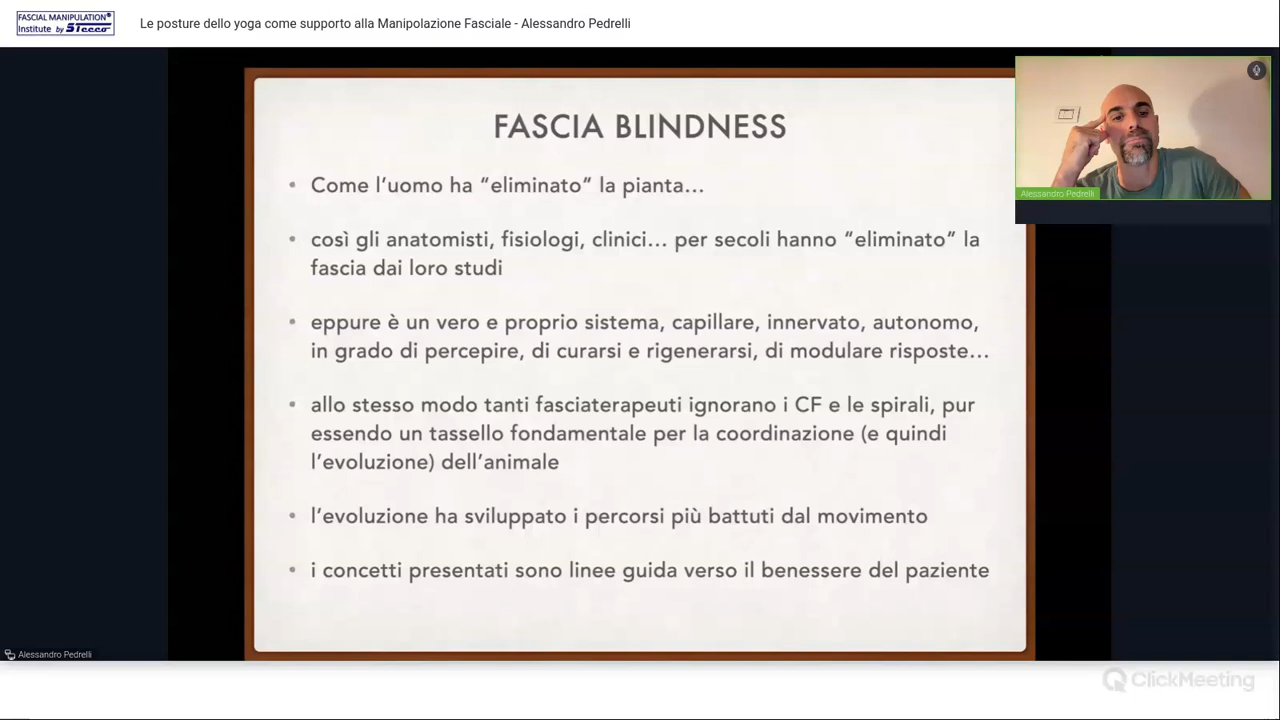 FASCIAL MANIPULATION®
Institute by Stecco
Le posture dello yoga come supporto alla Manipolazione Fasciale - Alessandro Pedrelli
FASCIA BLINDNESS
• Come l’uomo ha “eliminato” la pianta…
• così gli anatomisti, fisiologi, clinici… per secoli hanno “eliminato” la
fascia dai loro studi
• eppure è un vero e proprio sistema, capillare, innervato, autonomo,
in grado di percepire, di curarsi e rigenerarsi, di modulare risposte…
• allo stesso modo tanti fasciaterapeuti ignorano i CF e le spirali, pur
essendo un tassello fondamentale per la coordinazione (e quindi
l’evoluzione) dell’animale
• l’evoluzione ha sviluppato i percorsi più battuti dal movimento
• i concetti presentati sono linee guida verso il benessere del paziente
Alessandro Pedrelli
Alessandro Pedrelli
ClickMeeting